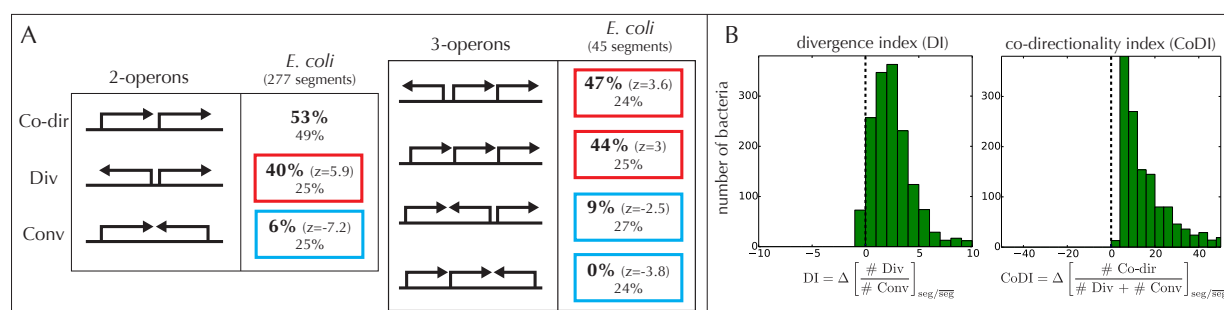 A
2-operons
E. coli
(277 segments)
Co-dir
53%
49%
Div
40% (z=5.9)
25%
Conv
6% (z=-7.2)
25%
3-operons
E. coli
(45 segments)
47% (z=3.6)
24%
44% (z=3)
25%
9% (z=-2.5)
27%
0% (z=-3.8)
24%
B
divergence index (DI)
number of bacteria
300
200
100
0
−10 −5 0 5 10
DI = Δ [ # Div / # Conv ] seg/s̅e̅g̅
co-directionality index (CoDI)
300
200
100
0
−40 −20 0 20 40
CoDI = Δ [ # Co-dir / # Div + # Conv ] seg/s̅e̅g̅